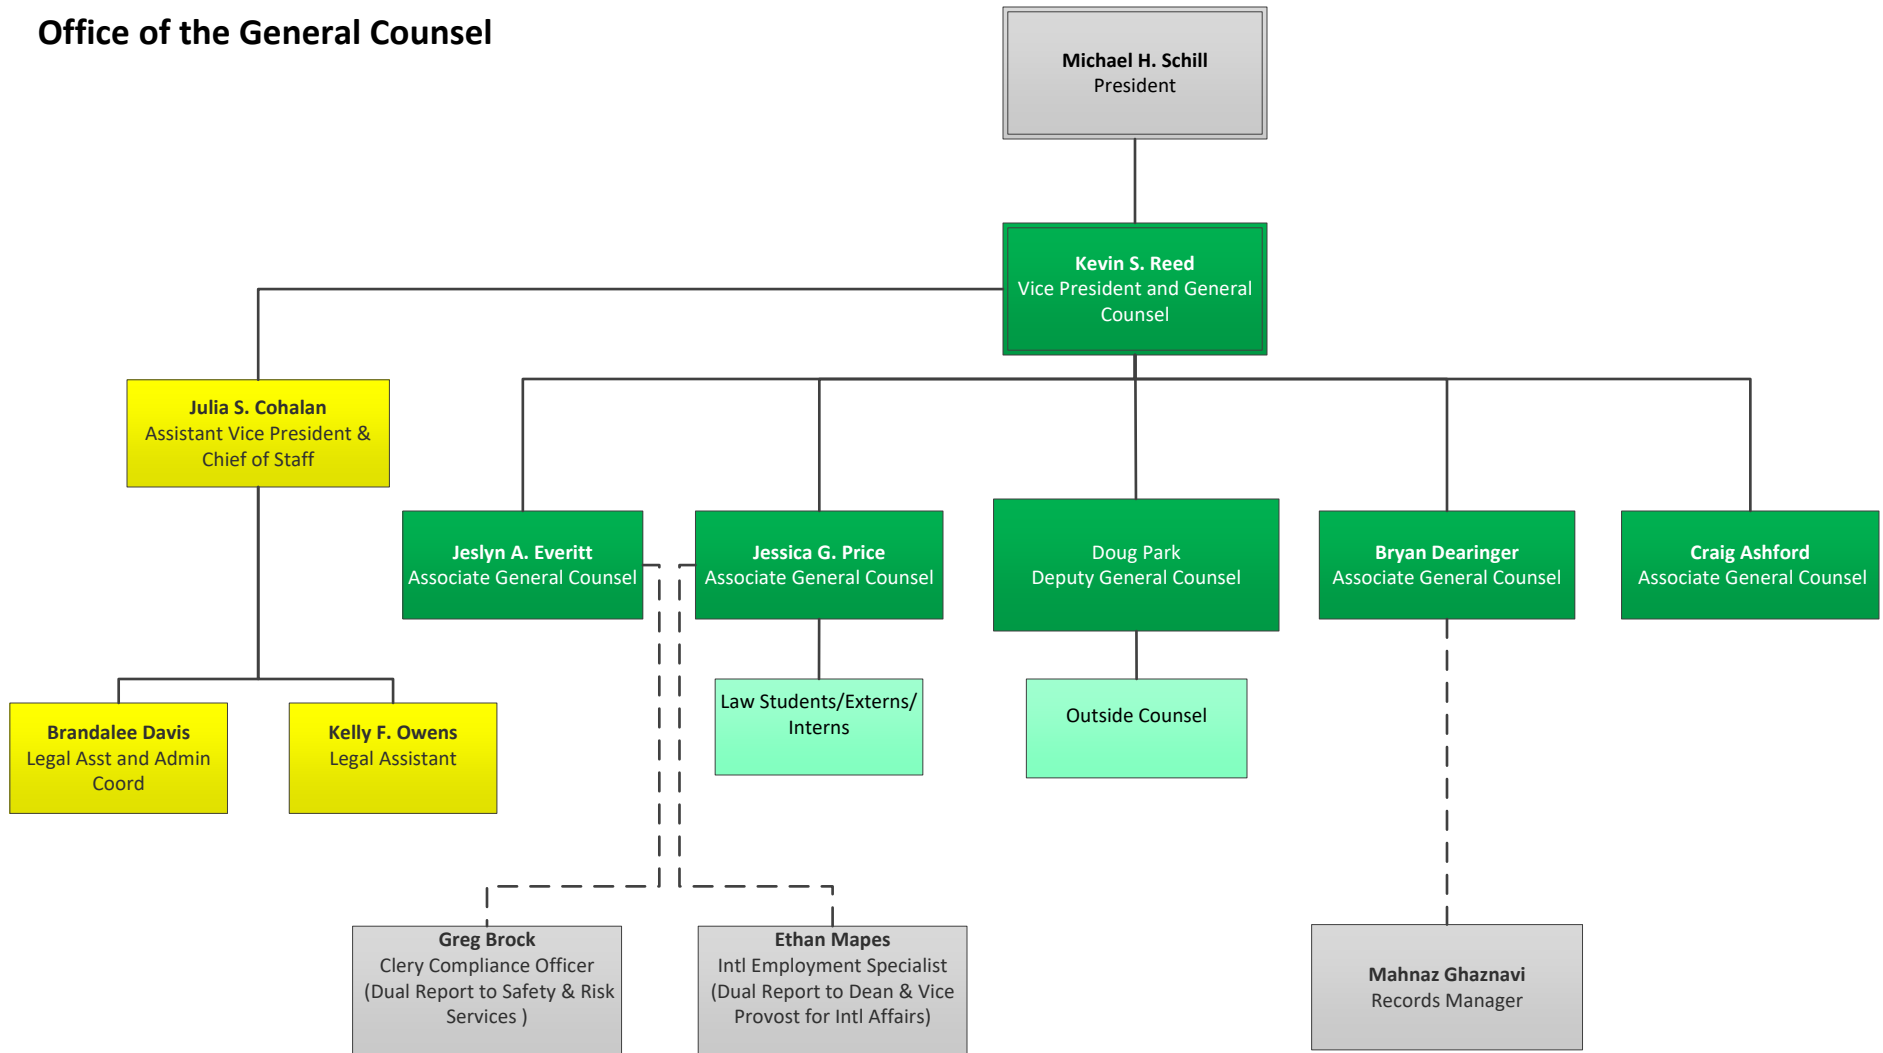 Office of the General Counsel
Michael H. Schill
President
Kevin S. Reed
Vice President and General
Counsel
Julia S. Cohalan
Assistant Vice President &
Chief of Staff
Jeslyn A. Everitt
Associate General Counsel
Jessica G. Price
Associate General Counsel
Doug Park
Deputy General Counsel
Bryan Dearinger
Associate General Counsel
Craig Ashford
Associate General Counsel
Brandalee Davis
Legal Asst and Admin
Coord
Kelly F. Owens
Legal Assistant
Law Students/Externs/
Interns
Outside Counsel
Greg Brock
Clery Compliance Officer
(Dual Report to Safety & Risk
Services )
Ethan Mapes
Intl Employment Specialist
(Dual Report to Dean & Vice
Provost for Intl Affairs)
Mahnaz Ghaznavi
Records Manager